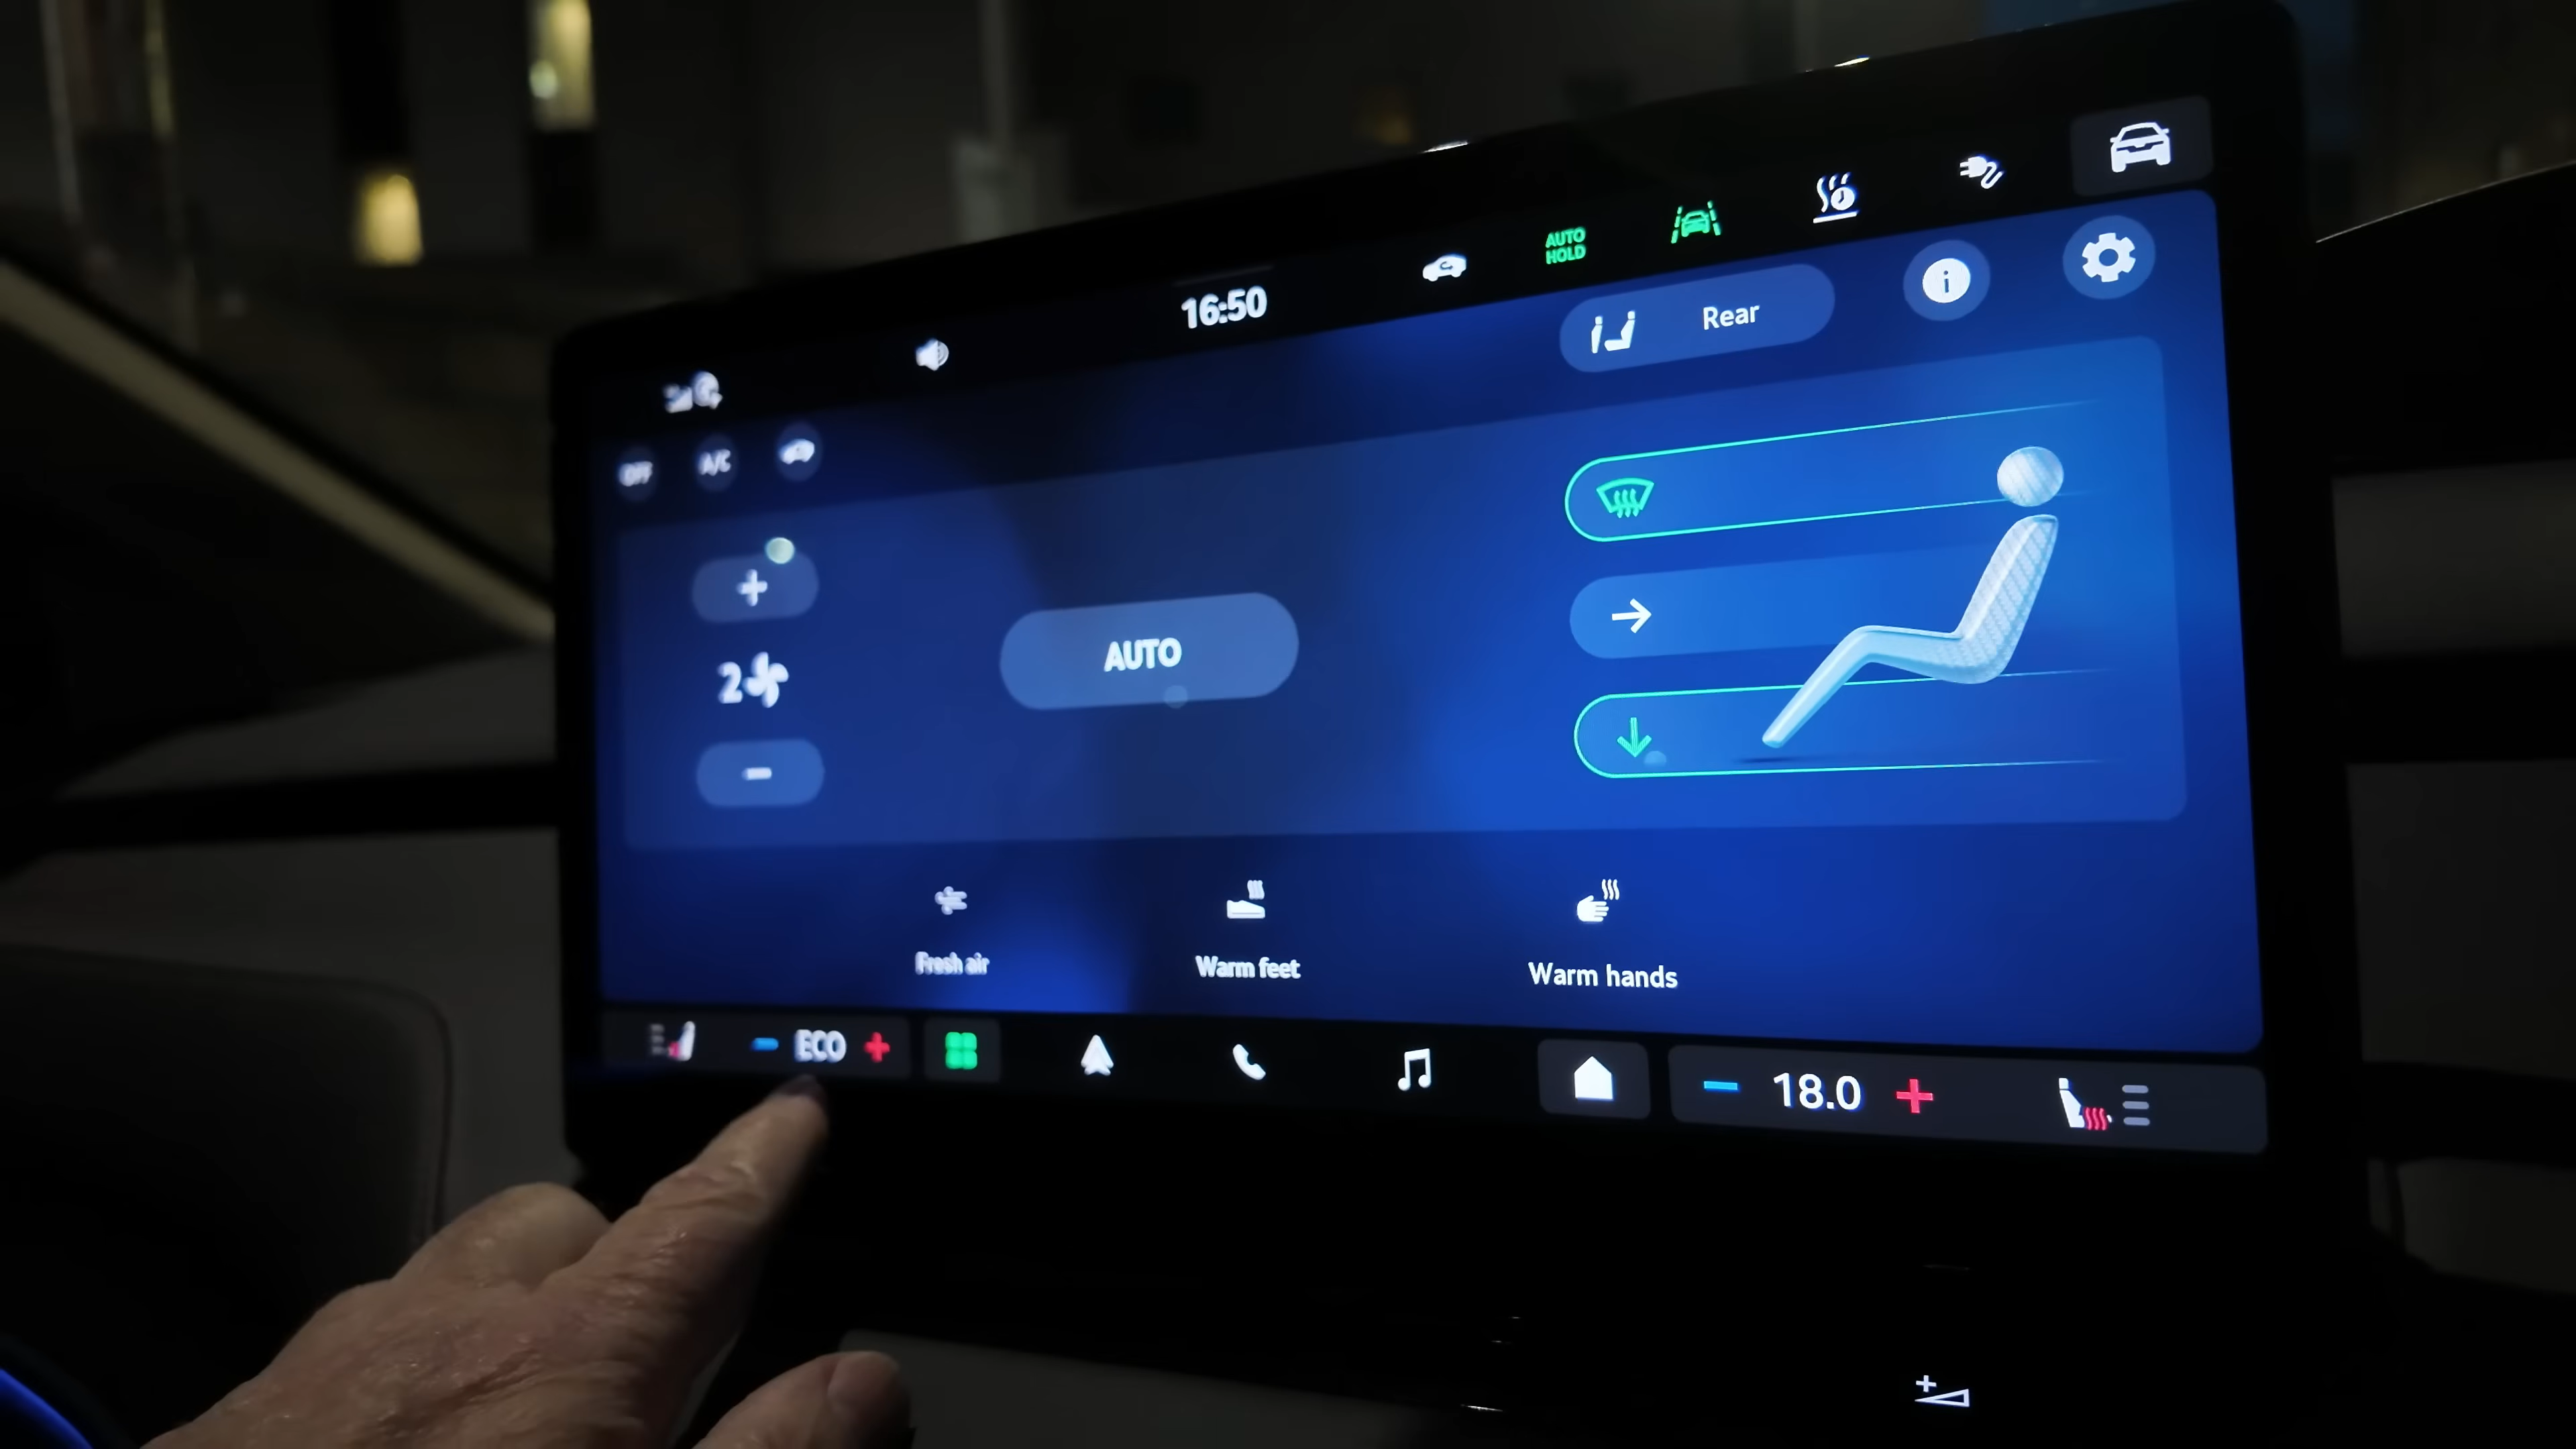 AUTO
HOLD
16:50
Rear
OFF A/C
AUTO
2
Fresh air Warm feet Warm hands
ECO
18.0